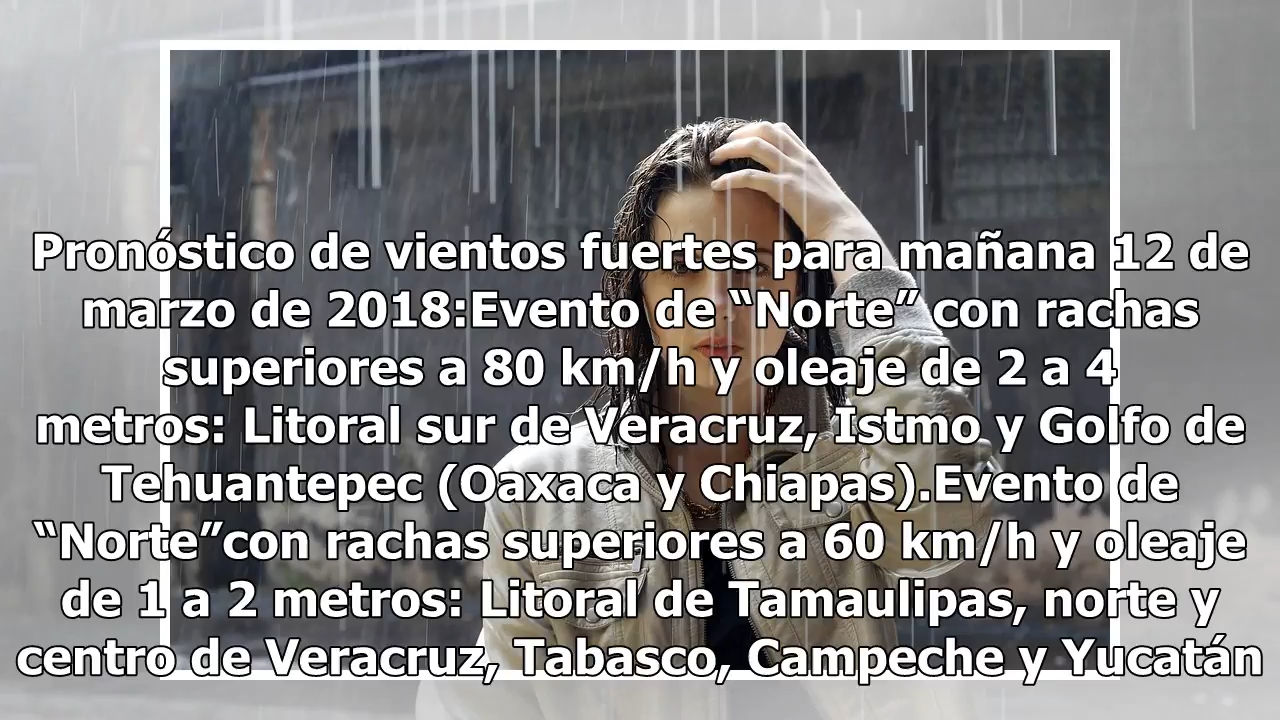 Pronóstico de vientos fuertes para mañana 12 de
marzo de 2018:Evento de “Norte” con rachas
superiores a 80 km/h y oleaje de 2 a 4
metros: Litoral sur de Veracruz, Istmo y Golfo de
Tehuantepec (Oaxaca y Chiapas).Evento de
“Norte”con rachas superiores a 60 km/h y oleaje
de 1 a 2 metros: Litoral de Tamaulipas, norte y
centro de Veracruz, Tabasco, Campeche y Yucatán